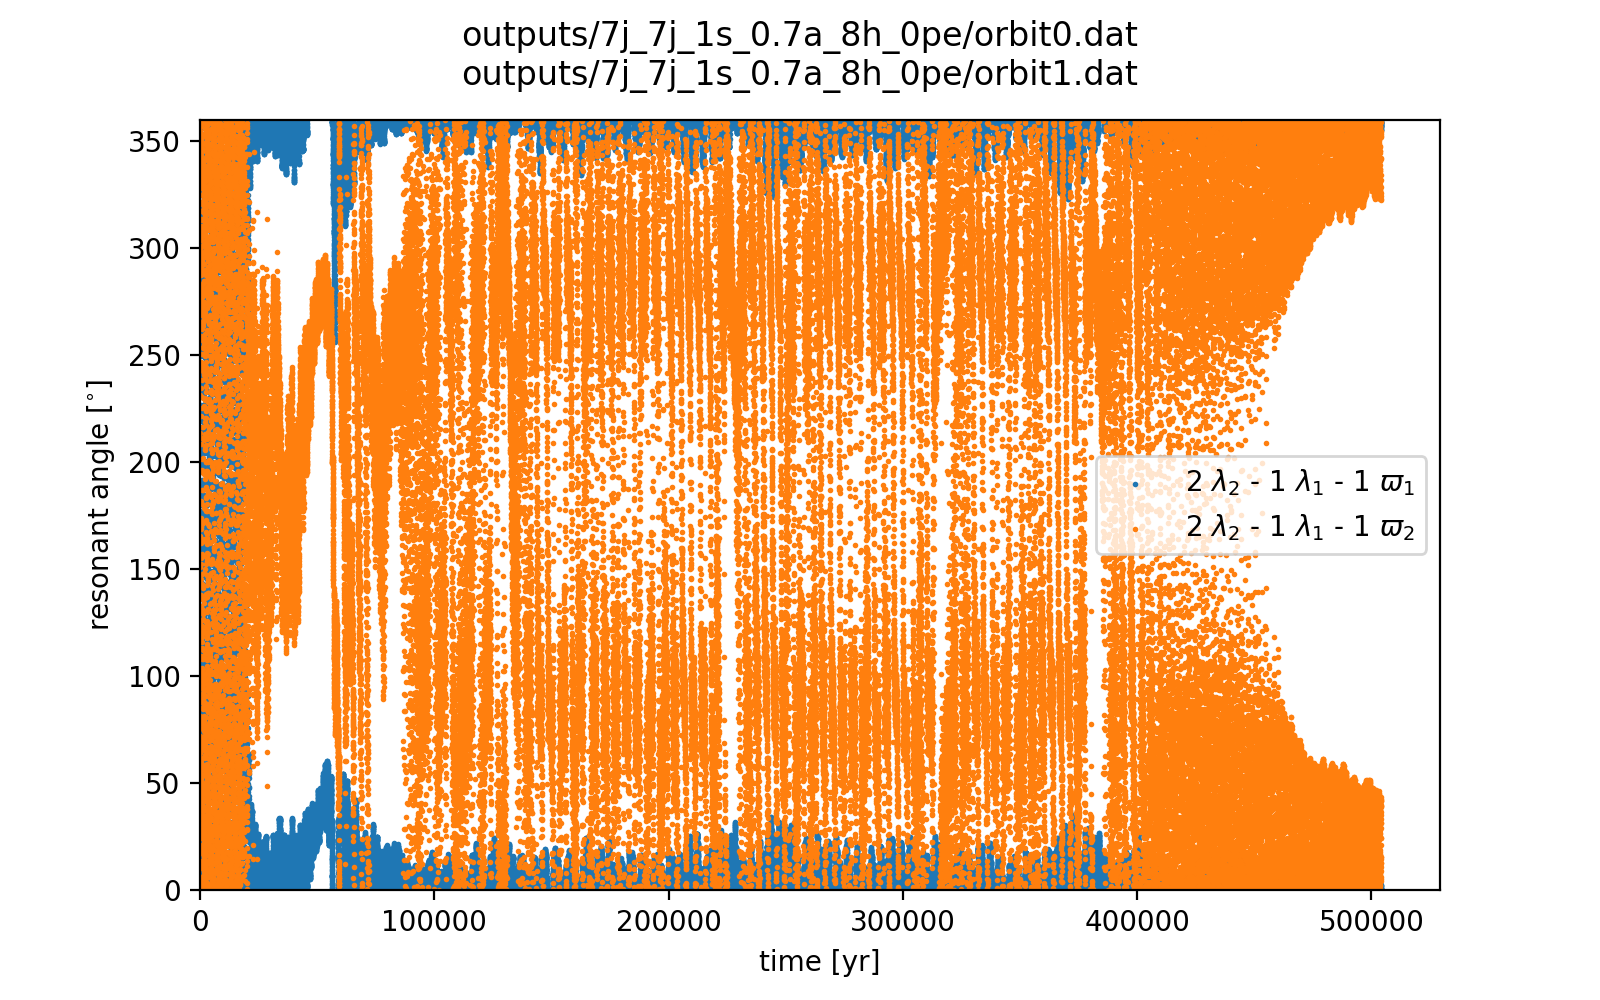 outputs/7j_7j_1s_0.7a_8h_0pe/orbit0.dat
outputs/7j_7j_1s_0.7a_8h_0pe/orbit1.dat
resonant angle [°]
350
300
250
200
150
100
50
0
2 λ₂ - 1 λ₁ - 1 ϖ₁
2 λ₂ - 1 λ₁ - 1 ϖ₂
0 100000 200000 300000 400000 500000
time [yr]